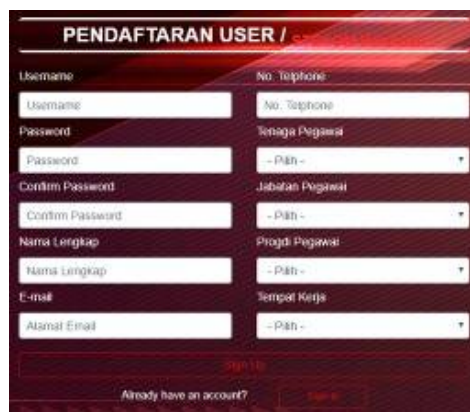 PENDAFTARAN USER /
Username
No. Telphone
Username
No. Telphone
Password
Tenaga Pegawai
Password
-- Pilih --
Confirm Password
Jabatan Pegawai
Confirm Password
-- Pilih --
Nama Lengkap
Progdi Pegawai
Nama Lengkap
-- Pilih --
E-mail
Tempat Kerja
Alamat Email
-- Pilih --
Sign Up
Already have an account?
Sign In